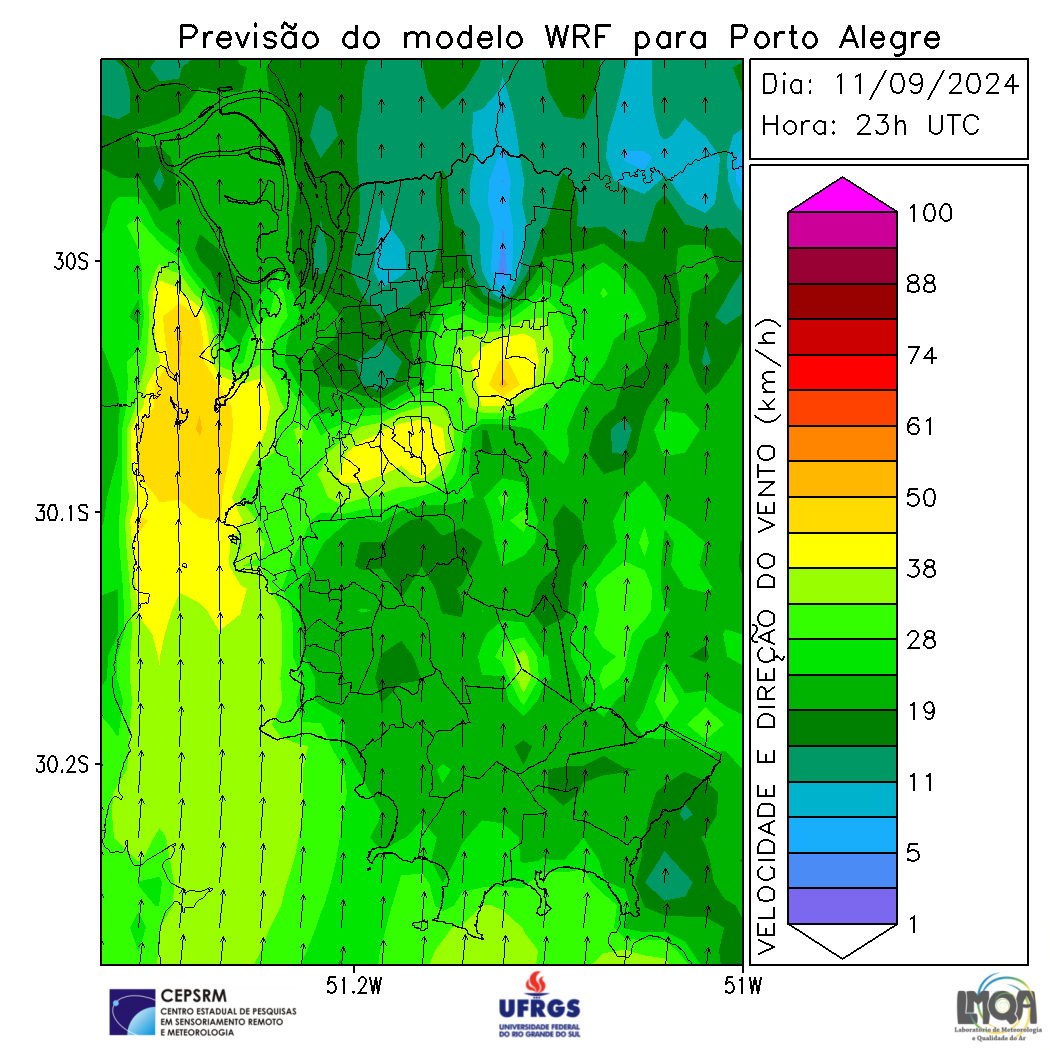 Previsão do modelo WRF para Porto Alegre
Dia: 11/09/2024
Hora: 23h UTC
30S
30.1S
30.2S
51.2W
51W
VELOCIDADE E DIREÇÃO DO VENTO (km/h)
100
88
74
61
50
38
28
19
11
5
1
CEPSRM
CENTRO ESTADUAL DE PESQUISAS
EM SENSORIAMENTO REMOTO
E METEOROLOGIA
UFRGS
UNIVERSIDADE FEDERAL
DO RIO GRANDE DO SUL
LMQA
Laboratório de Meteorologia
e Qualidade do Ar